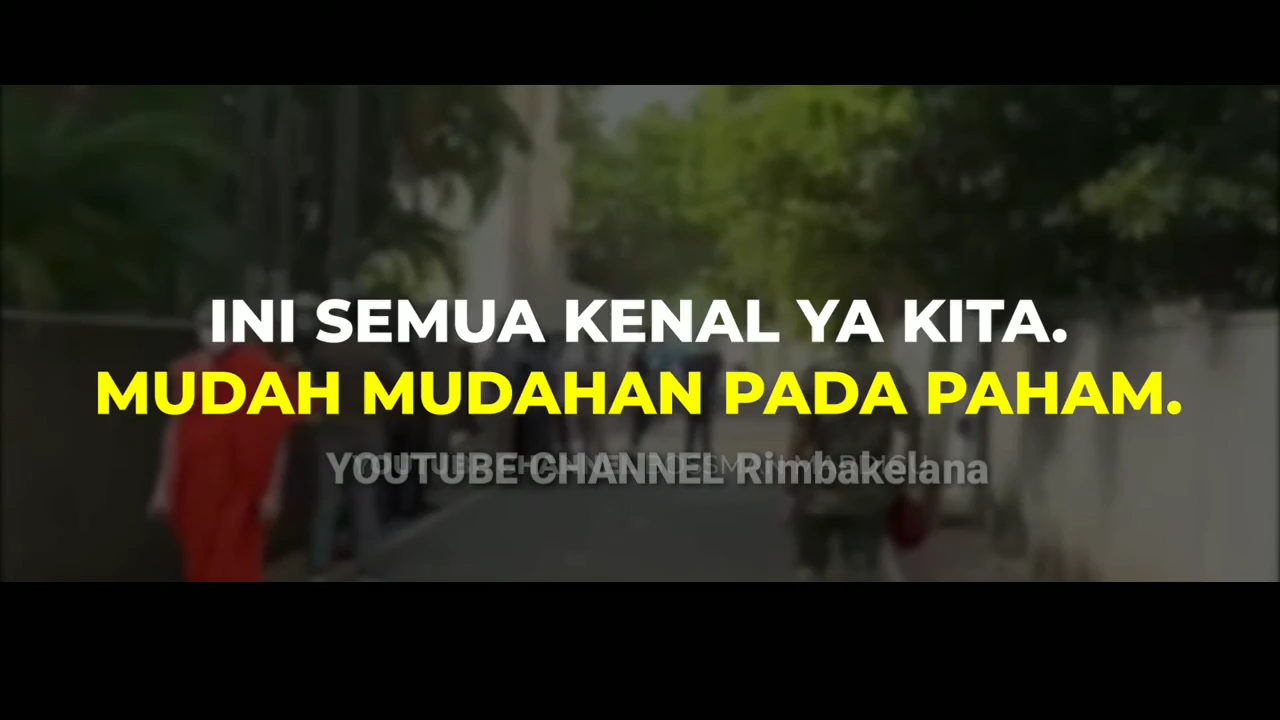 INI SEMUA KENAL YA KITA.
MUDAH MUDAHAN PADA PAHAM.
YOUTUBE CHANNEL Rimbakelana